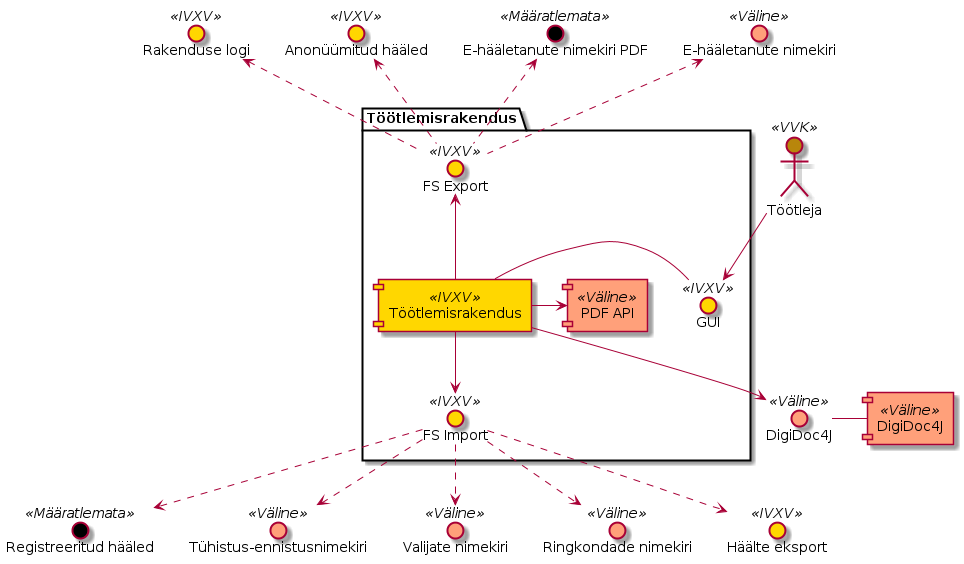 «IVXV»
Rakenduse logi
«IVXV»
Anonüümitud hääled
«Määratlemata»
E-hääletanute nimekiri PDF
«Väline»
E-hääletanute nimekiri
Töötlemisrakendus
«IVXV»
FS Export
«VVK»
Töötleja
«IVXV»
Töötlemisrakendus
«Väline»
PDF API
«IVXV»
GUI
«IVXV»
FS Import
«Väline»
DigiDoc4J
«Väline»
DigiDoc4J
«Määratlemata»
Registreeritud hääled
«Väline»
Tühistus-ennistusnimekiri
«Väline»
Valijate nimekiri
«Väline»
Ringkondade nimekiri
«IVXV»
Häälte eksport